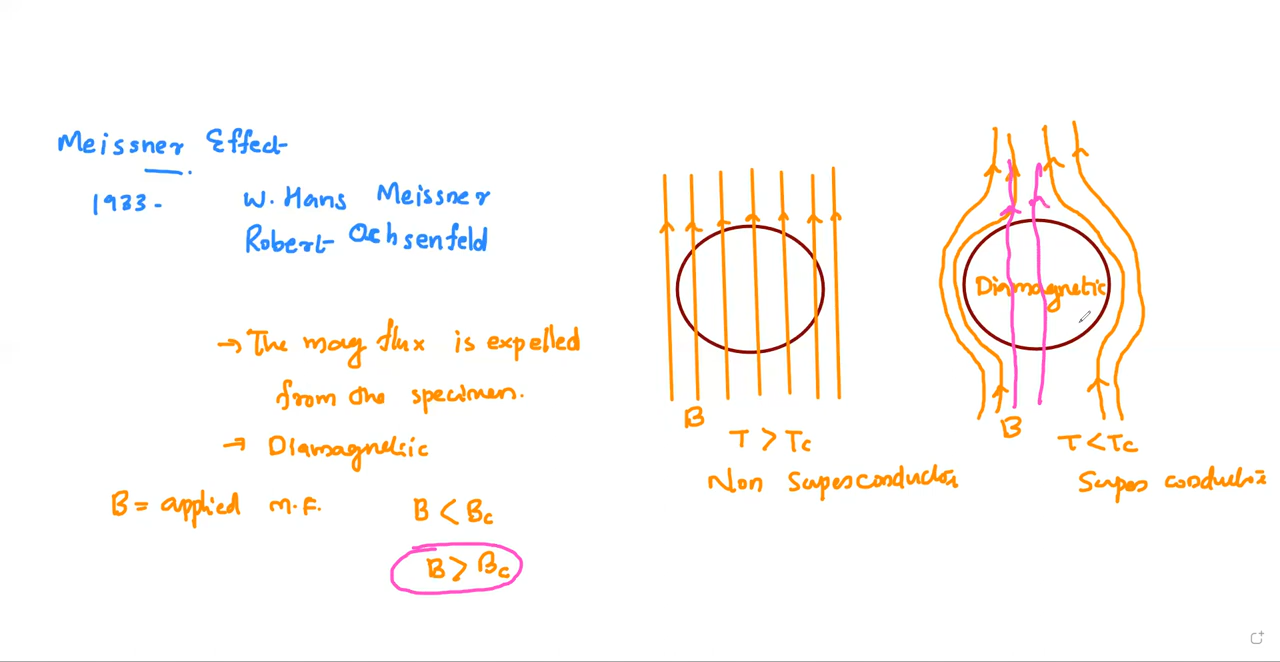 Meissner Effect
1933 - W. Hans Meissner
Robert Ochsenfeld
→ The mag flux is expelled
from the specimen.
→ Diamagnetic
B = applied M.F.
B < Bc
B > Bc
B
T > Tc
Non Superconductor
Diamagnetic
B
T < Tc
Super conductor